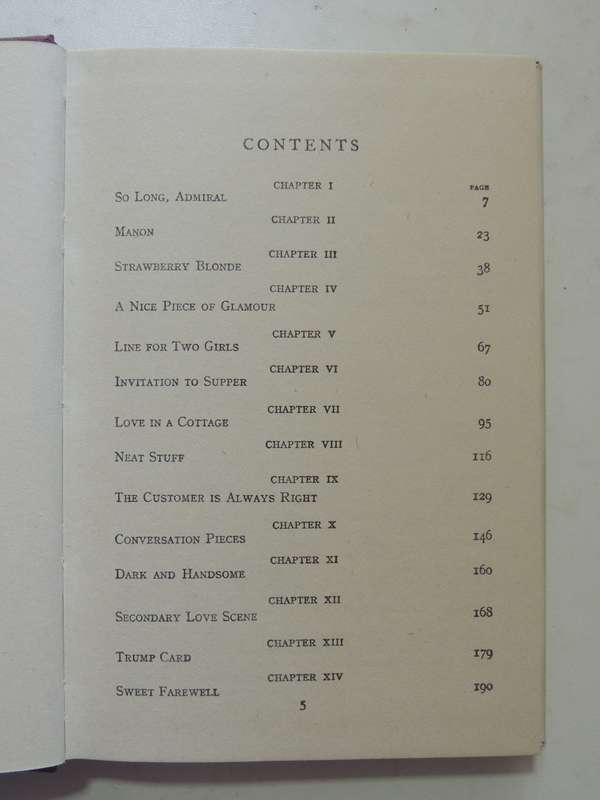 CONTENTS
CHAPTER I
PAGE
So Long, Admiral 7
CHAPTER II
Manon 23
CHAPTER III
Strawberry Blonde 38
CHAPTER IV
A Nice Piece of Glamour 51
CHAPTER V
Line for Two Girls 67
CHAPTER VI
Invitation to Supper 80
CHAPTER VII
Love in a Cottage 95
CHAPTER VIII
Neat Stuff 116
CHAPTER IX
The Customer is Always Right 129
CHAPTER X
Conversation Pieces 146
CHAPTER XI
Dark and Handsome 160
CHAPTER XII
Secondary Love Scene 168
CHAPTER XIII
Trump Card 179
CHAPTER XIV
Sweet Farewell 190
5